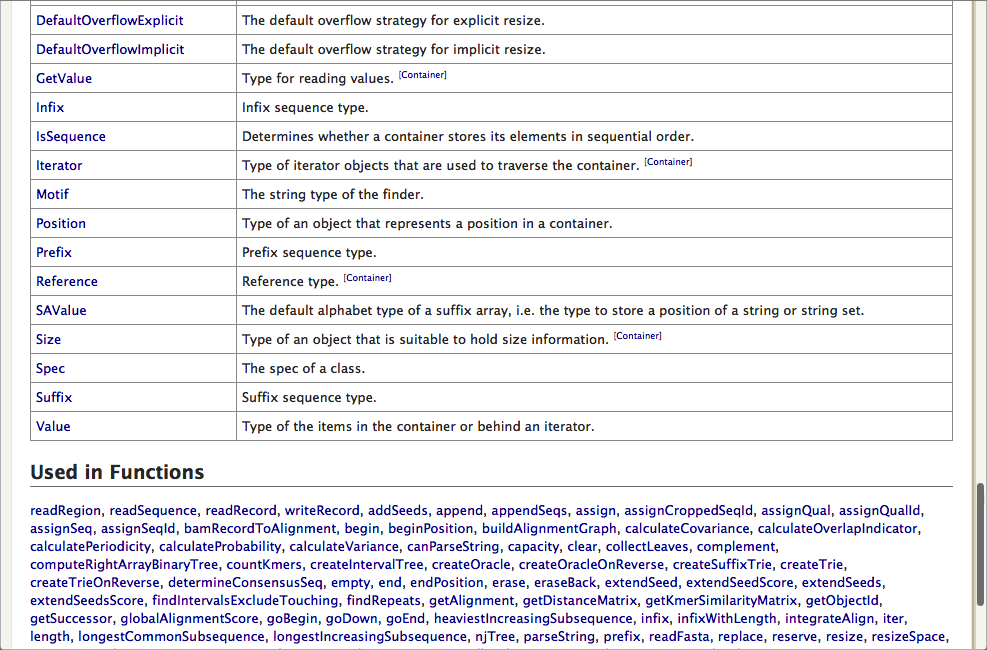 DefaultOverflowExplicit The default overflow strategy for explicit resize.
DefaultOverflowImplicit The default overflow strategy for implicit resize.
GetValue Type for reading values. [Container]
Infix Infix sequence type.
IsSequence Determines whether a container stores its elements in sequential order.
Iterator Type of iterator objects that are used to traverse the container. [Container]
Motif The string type of the finder.
Position Type of an object that represents a position in a container.
Prefix Prefix sequence type.
Reference Reference type. [Container]
SAValue The default alphabet type of a suffix array, i.e. the type to store a position of a string or string set.
Size Type of an object that is suitable to hold size information. [Container]
Spec The spec of a class.
Suffix Suffix sequence type.
Value Type of the items in the container or behind an iterator.
Used in Functions
readRegion, readSequence, readRecord, writeRecord, addSeeds, append, appendSeqs, assign, assignCroppedSeqId, assignQual, assignQualId,
assignSeq, assignSeqId, bamRecordToAlignment, begin, beginPosition, buildAlignmentGraph, calculateCovariance, calculateOverlapIndicator,
calculatePeriodicity, calculateProbability, calculateVariance, canParseString, capacity, clear, collectLeaves, complement,
computeRightArrayBinaryTree, countKmers, createIntervalTree, createOracle, createOracleOnReverse, createSuffixTrie, createTrie,
createTrieOnReverse, determineConsensusSeq, empty, end, endPosition, erase, eraseBack, extendSeed, extendSeedScore, extendSeeds,
extendSeedsScore, findIntervalsExcludeTouching, findRepeats, getAlignment, getDistanceMatrix, getKmerSimilarityMatrix, getObjectId,
getSuccessor, globalAlignmentScore, goBegin, goDown, goEnd, heaviestIncreasingSubsequence, infix, infixWithLength, integrateAlign, iter,
length, longestCommonSubsequence, longestIncreasingSubsequence, njTree, parseString, prefix, readFasta, replace, reserve, resize, resizeSpace,